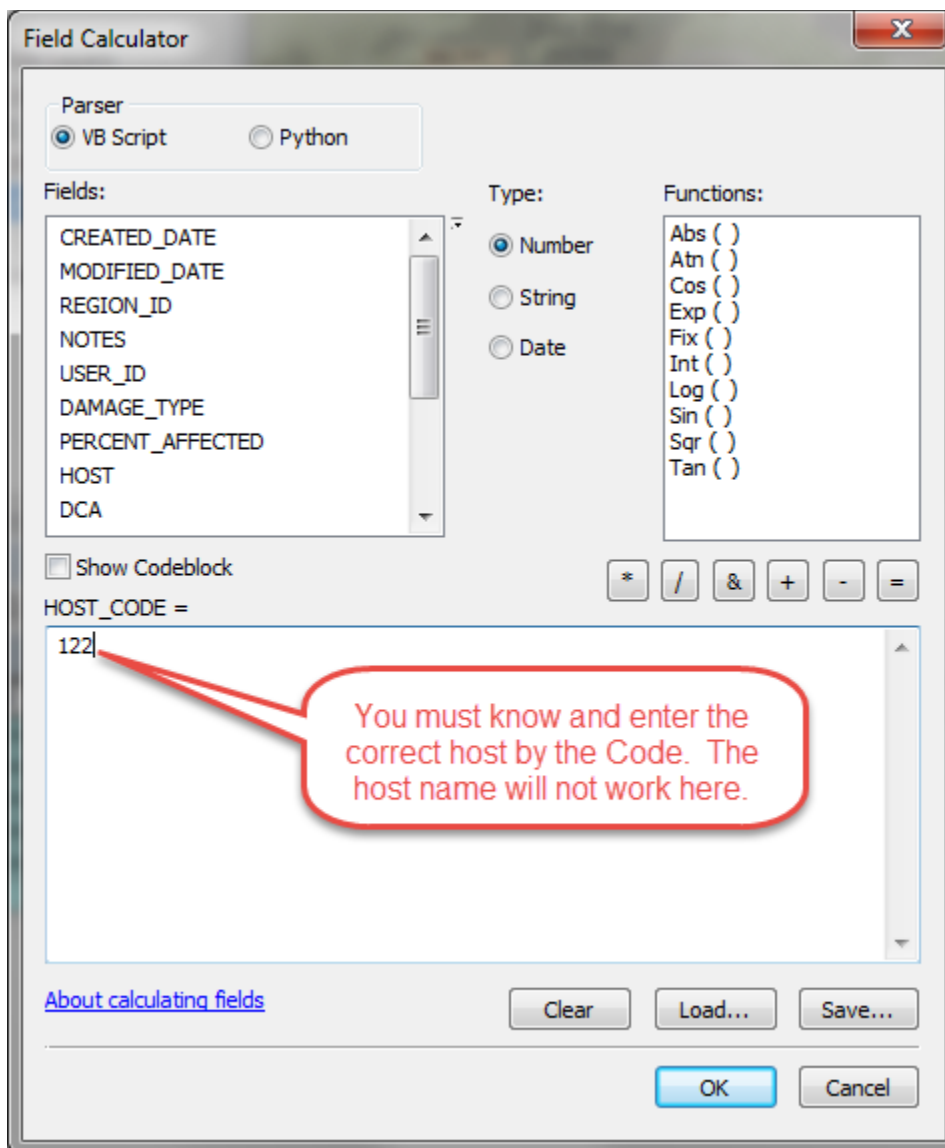 Field Calculator
x
Parser
VB Script Python
Fields:
CREATED_DATE
MODIFIED_DATE
REGION_ID
NOTES
USER_ID
DAMAGE_TYPE
PERCENT_AFFECTED
HOST
DCA
Type:
Number
String
Date
Functions:
Abs ( )
Atn ( )
Cos ( )
Exp ( )
Fix ( )
Int ( )
Log ( )
Sin ( )
Sqr ( )
Tan ( )
Show Codeblock
* / & + - =
HOST_CODE =
122
You must know and enter the
correct host by the Code. The
host name will not work here.
About calculating fields
Clear Load... Save...
OK Cancel